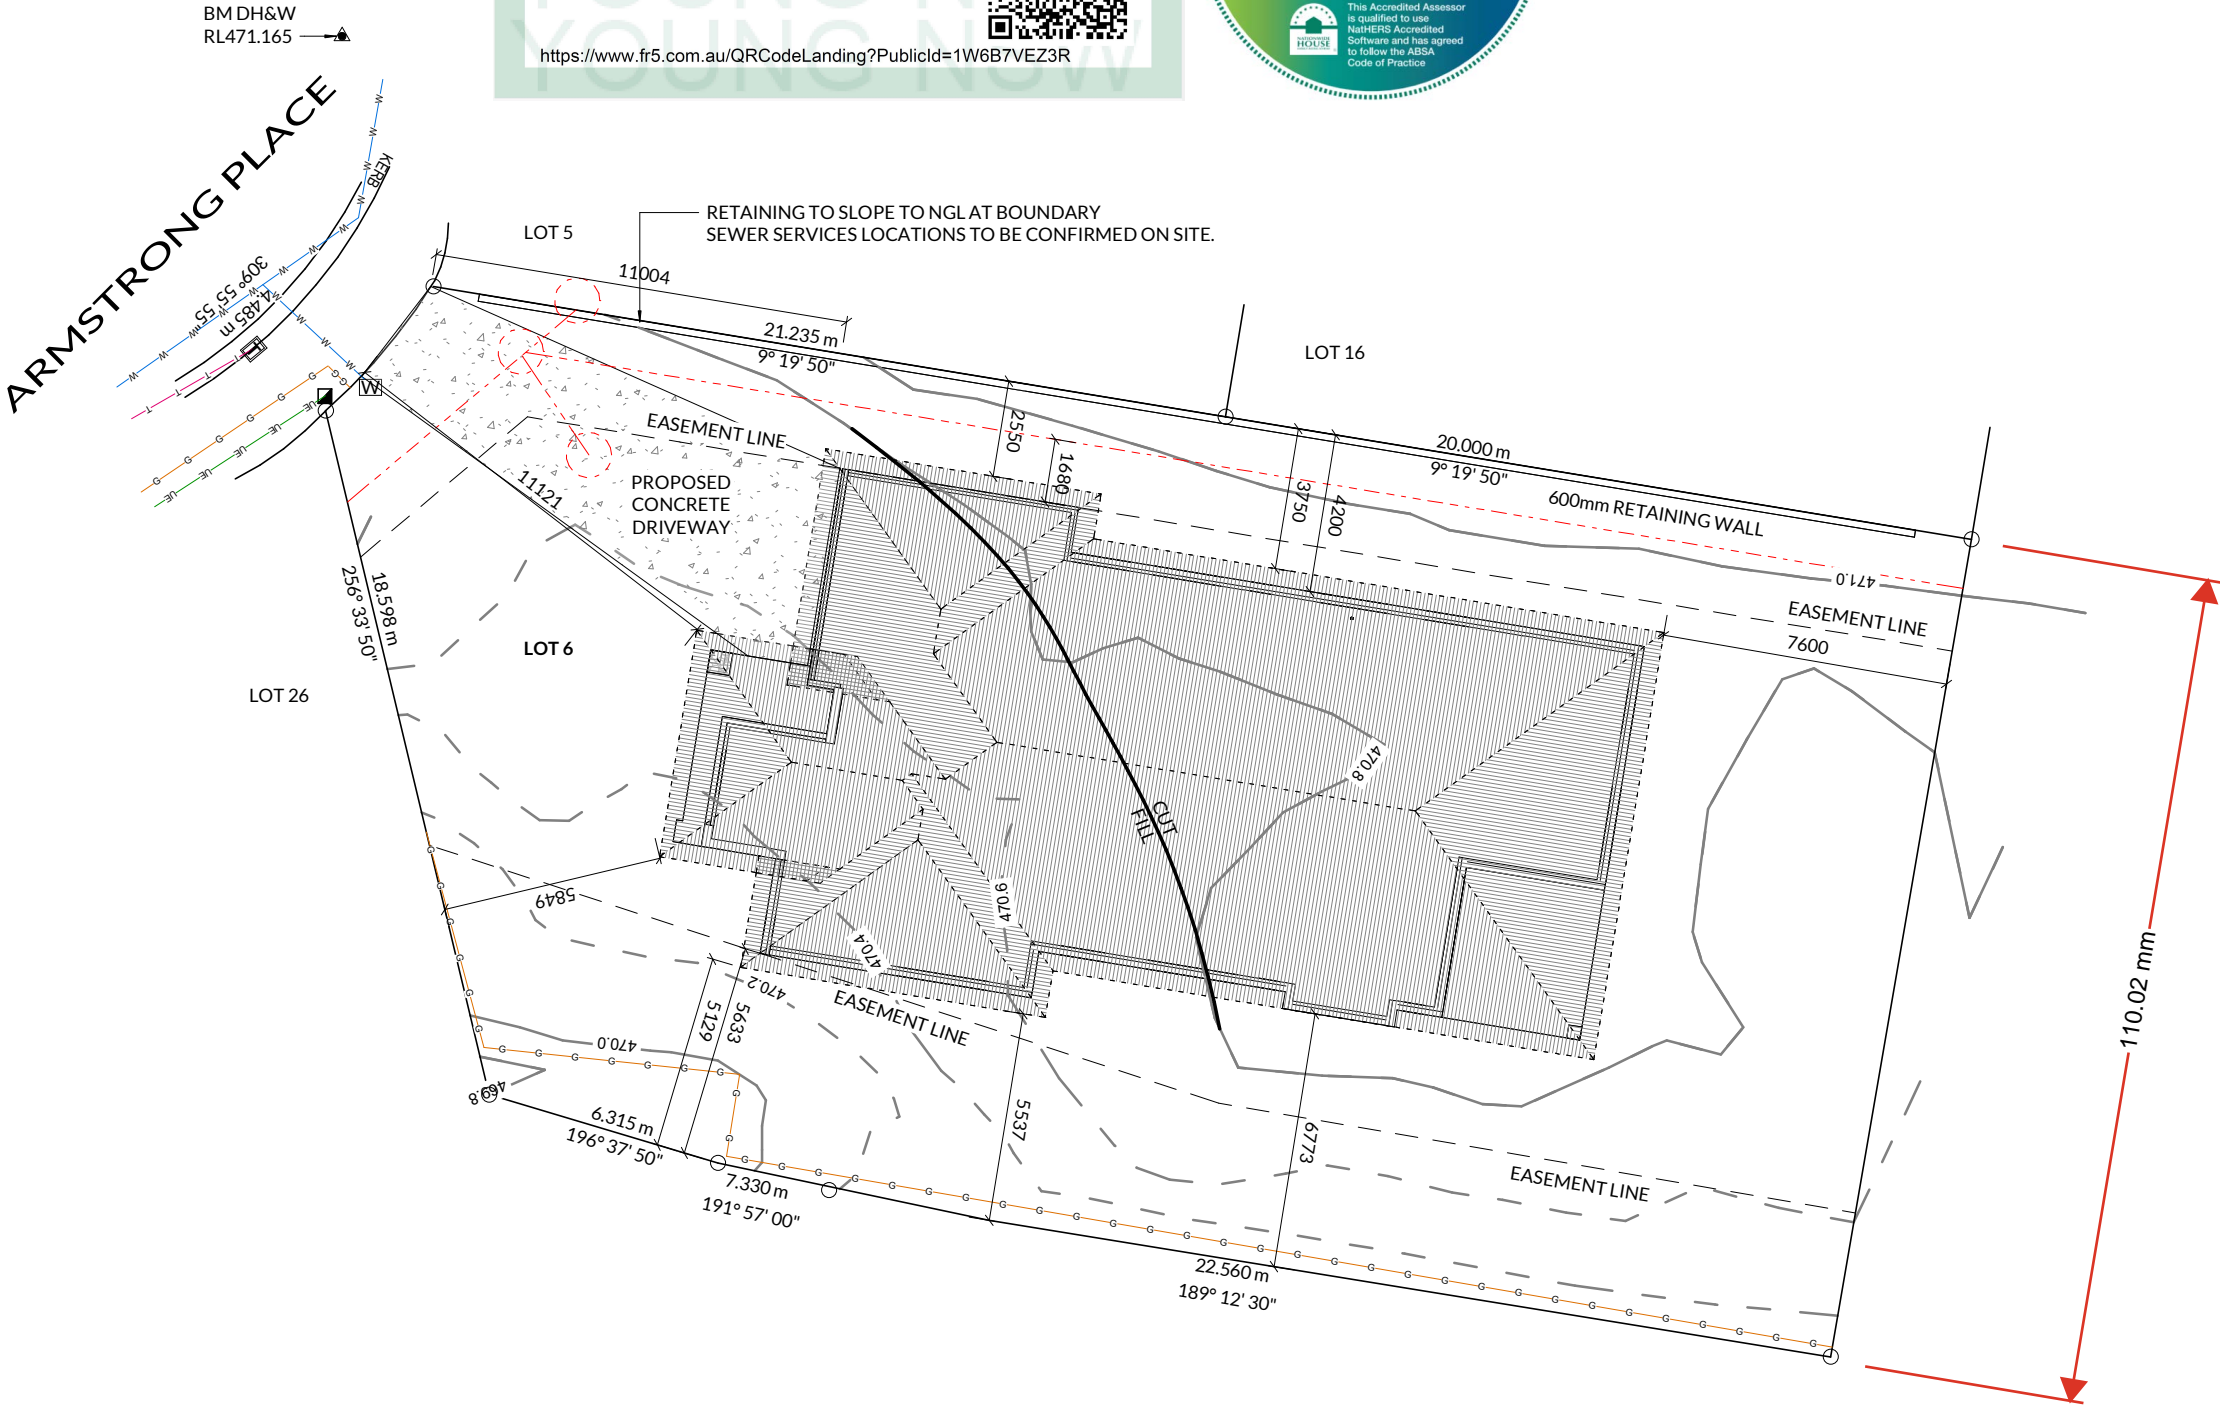 BM DH&W
RL471.165
YOUNG NSW
https://www.fr5.com.au/QRCodeLanding?PublicId=1W6B7VEZ3R
YOUNG NSW
NATIONWIDE
HOUSE
This Accredited Assessor
is qualified to use
NatHERS Accredited
Software and has agreed
to follow the ABSA
Code of Practice
ARMSTRONG PLACE
KERB
309° 55' 55"
4.485 m
LOT 5
RETAINING TO SLOPE TO NGL AT BOUNDARY
SEWER SERVICES LOCATIONS TO BE CONFIRMED ON SITE.
11004
21.235 m
9° 19' 50"
LOT 16
W
EASEMENT LINE
2550
1680
3750
4200
20.000 m
9° 19' 50"
600mm RETAINING WALL
471.0
EASEMENT LINE
7600
11121
PROPOSED
CONCRETE
DRIVEWAY
18.598 m
256° 33' 50"
LOT 6
LOT 26
470.8
CUT
FILL
470.6
470.4
5849
470.2
EASEMENT LINE
5129
5633
470.0
469.8
6.315 m
196° 37' 50"
7.330 m
191° 57' 00"
5537
6773
EASEMENT LINE
22.560 m
189° 12' 30"
110.02 mm